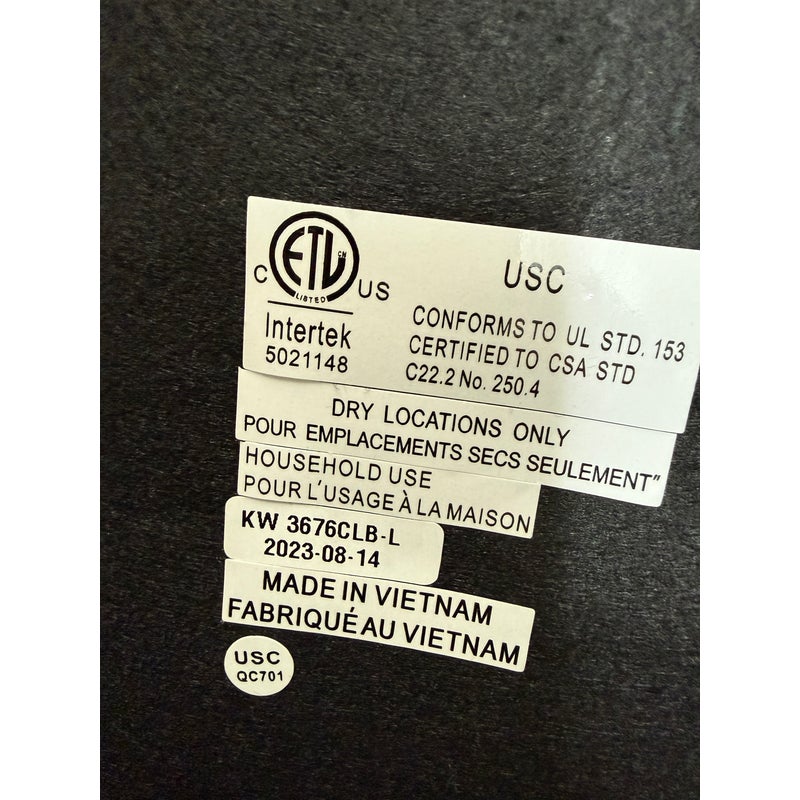 ETL CM
LISTED
C US
Intertek
5021148
USC
CONFORMS TO UL STD. 153
CERTIFIED TO CSA STD
C22.2 No. 250.4
DRY LOCATIONS ONLY
POUR EMPLACEMENTS SECS SEULEMENT"
HOUSEHOLD USE
POUR L'USAGE À LA MAISON
KW 3676CLB-L
2023-08-14
MADE IN VIETNAM
FABRIQUÉ AU VIETNAM
USC
QC701